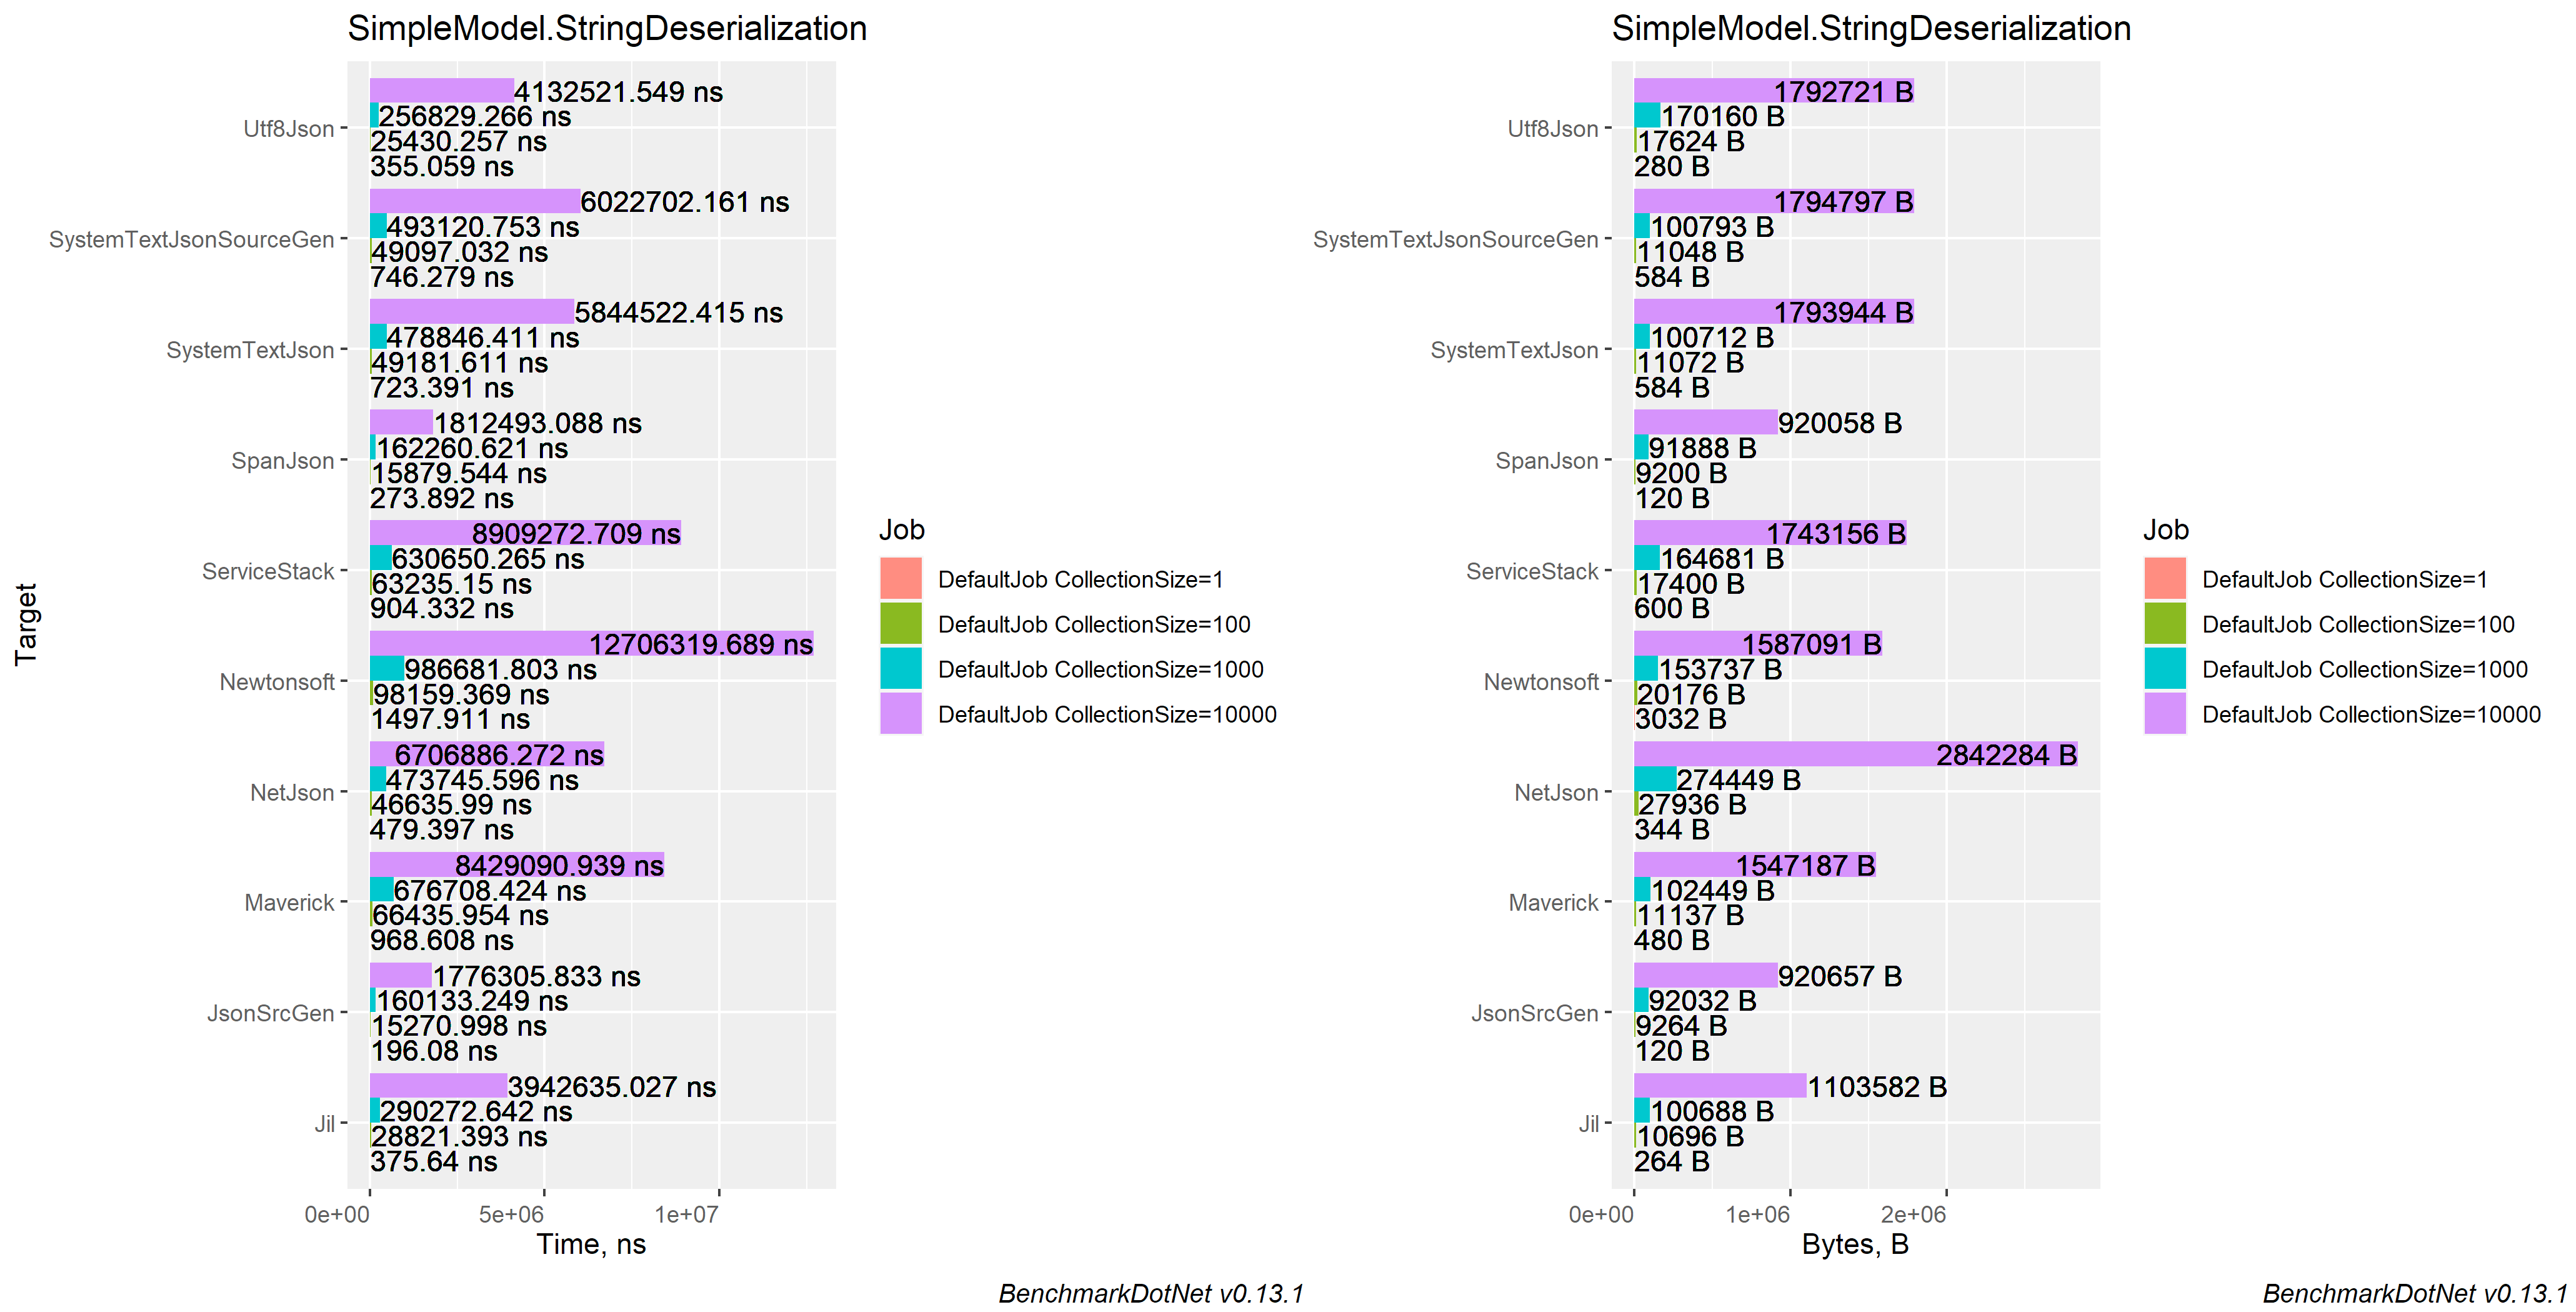 SimpleModel.StringDeserialization
Target
Utf8Json
4132521.549 ns
256829.266 ns
25430.257 ns
355.059 ns
SystemTextJsonSourceGen
6022702.161 ns
493120.753 ns
49097.032 ns
746.279 ns
SystemTextJson
5844522.415 ns
478846.411 ns
49181.611 ns
723.391 ns
SpanJson
1812493.088 ns
162260.621 ns
15879.544 ns
273.892 ns
ServiceStack
8909272.709 ns
630650.265 ns
63235.15 ns
904.332 ns
Newtonsoft
12706319.689 ns
986681.803 ns
98159.369 ns
1497.911 ns
NetJson
6706886.272 ns
473745.596 ns
46635.99 ns
479.397 ns
Maverick
8429090.939 ns
676708.424 ns
66435.954 ns
968.608 ns
JsonSrcGen
1776305.833 ns
160133.249 ns
15270.998 ns
196.08 ns
Jil
3942635.027 ns
290272.642 ns
28821.393 ns
375.64 ns
0e+00 5e+06 1e+07
Time, ns
Job
DefaultJob CollectionSize=1
DefaultJob CollectionSize=100
DefaultJob CollectionSize=1000
DefaultJob CollectionSize=10000
BenchmarkDotNet v0.13.1
SimpleModel.StringDeserialization
Utf8Json
1792721 B
170160 B
17624 B
280 B
SystemTextJsonSourceGen
1794797 B
100793 B
11048 B
584 B
SystemTextJson
1793944 B
100712 B
11072 B
584 B
SpanJson
920058 B
91888 B
9200 B
120 B
ServiceStack
1743156 B
164681 B
17400 B
600 B
Newtonsoft
1587091 B
153737 B
20176 B
3032 B
NetJson
2842284 B
274449 B
27936 B
344 B
Maverick
1547187 B
102449 B
11137 B
480 B
JsonSrcGen
920657 B
92032 B
9264 B
120 B
Jil
1103582 B
100688 B
10696 B
264 B
0e+00 1e+06 2e+06
Bytes, B
Job
DefaultJob CollectionSize=1
DefaultJob CollectionSize=100
DefaultJob CollectionSize=1000
DefaultJob CollectionSize=10000
BenchmarkDotNet v0.13.1